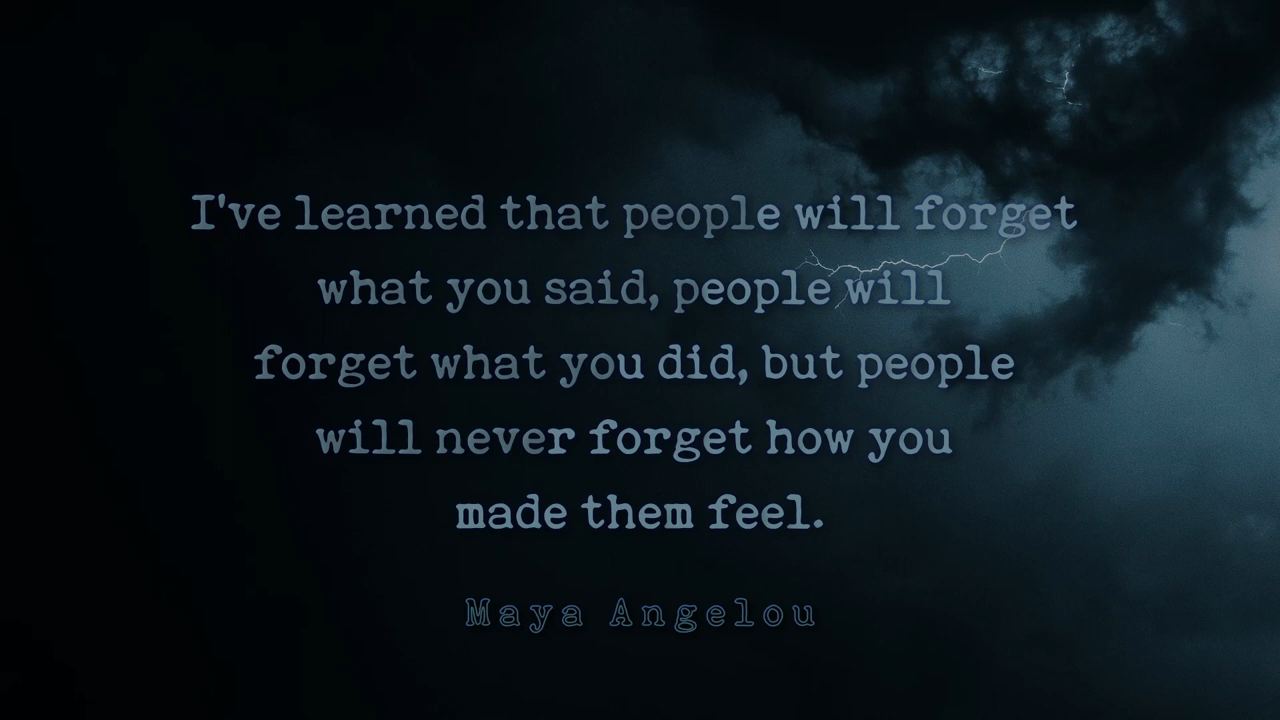 I've learned that people will forget
what you said, people will
forget what you did, but people
will never forget how you
made them feel.
Maya Angelou